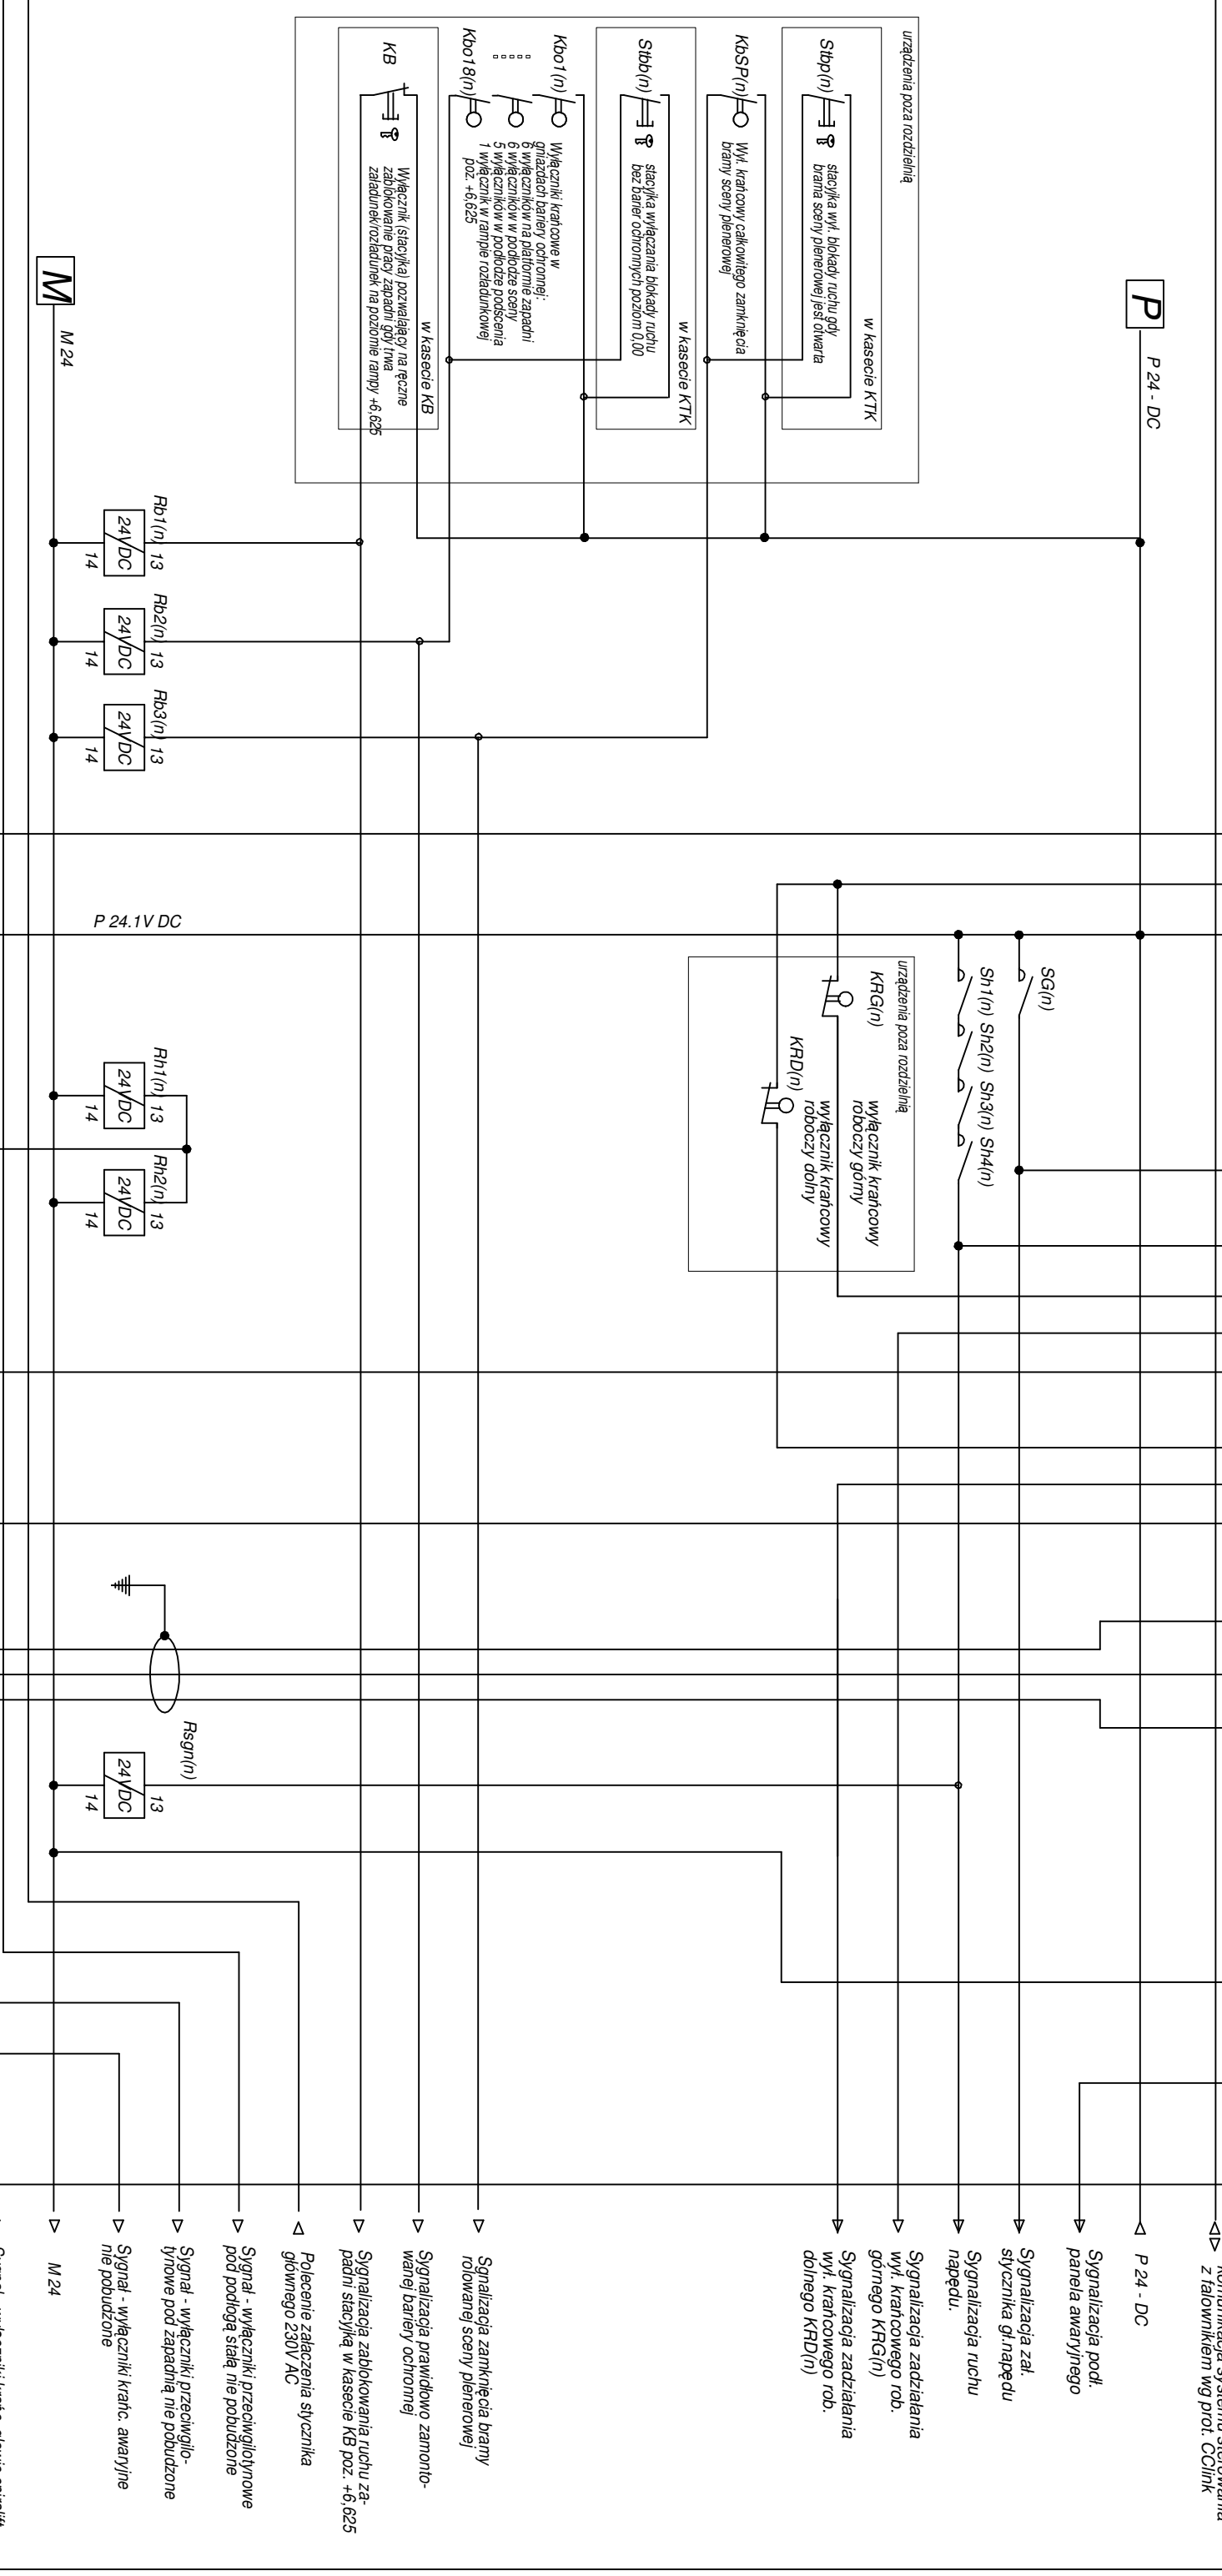 urządzenia poza rozdzielnią
w kasecie KTK
Stbp(n)
stacyjka wył. blokady ruchu gdy
brama sceny plenerowej jest otwarta
KbSP(n)
Wył. krańcowy całkowitego zamknięcia
bramy sceny plenerowej
w kasecie KTK
Stbb(n)
stacyjka wyłączania blokady ruchu
bez barier ochronnych poziom 0,00
Kbo1(n)
Kbo18(n)
Wyłączniki krańcowe w
gniazdach bariery ochronnej:
6 wyłączników na platformie zapadni
6 wyłączników w podłodze sceny
5 wyłączników w podłodze podscenia
1 wyłącznik w rampie rozładunkowej
poz. +6,625
w kasecie KB
KB
Wyłącznik (stacyjka) pozwalający na ręczne
zablokowanie pracy zapadni gdy trwa
załadunek/rozładunek na poziomie rampy +6,625
P
P 24 - DC
M
M 24
Rb1(n)
13
24VDC
14
Rb2(n)
13
24VDC
14
Rb3(n)
13
24VDC
14
P 24.1V DC
SG(n)
Sh1(n)
Sh2(n)
Sh3(n)
Sh4(n)
urządzenia poza rozdzielnią
KRG(n)
wyłącznik krańcowy
roboczy górny
KRD(n)
wyłącznik krańcowy
roboczy dolny
Rh1(n)
13
24VDC
14
Rh2(n)
13
24VDC
14
Rsgn(n)
13
24VDC
14
z falownikiem wg prot. CClink
P 24 - DC
Sygnalizacja podł.
panela awaryjnego
Sygnalizacja zał.
stycznika gł.napędu
Sygnalizacja ruchu
napędu.
Sygnalizacja zadziałania
wył. krańcowego rob.
górnego KRG(n)
Sygnalizacja zadziałania
wył. krańcowego rob.
dolnego KRD(n)
Sgnalizacja zamknięcia bramy
rolowanej sceny plenerowej
Sygnalizacja prawidłowo zamonto-
wanej bariery ochronnej
Sygnalizacja zablokowania ruchu za-
padni stacyjką w kasecie KB poz. +6,625
Polecenie załączenia stycznika
głównego 230V AC
Sygnał - wyłączniki przeciwgilotynowe
pod podłogą stałą nie pobudzone
Sygnał - wyłączniki przeciwgilo-
tynowe pod zapadnią nie pobudzone
Sygnał - wyłączniki krańc. awaryjne
nie pobudzone
M 24